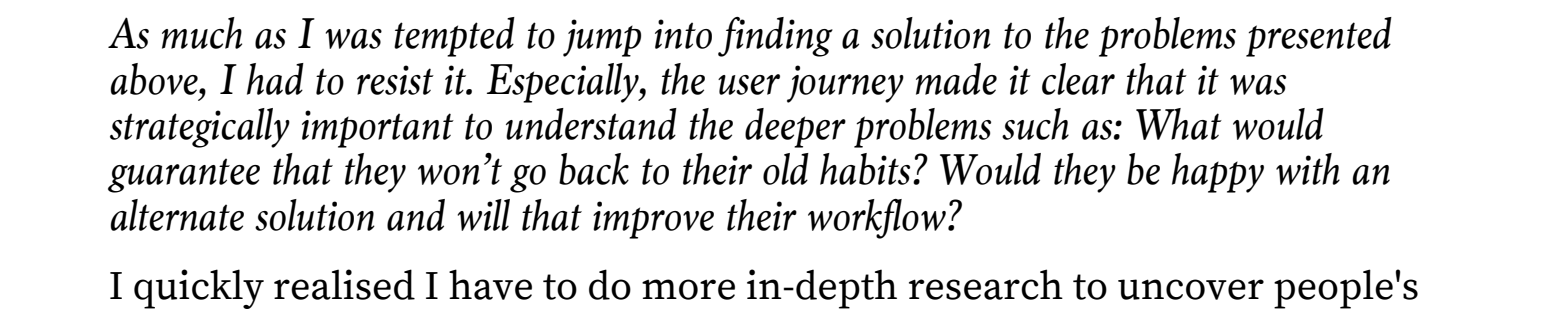 As much as I was tempted to jump into finding a solution to the problems presented
above, I had to resist it. Especially, the user journey made it clear that it was
strategically important to understand the deeper problems such as: What would
guarantee that they won’t go back to their old habits? Would they be happy with an
alternate solution and will that improve their workflow?
I quickly realised I have to do more in-depth research to uncover people's